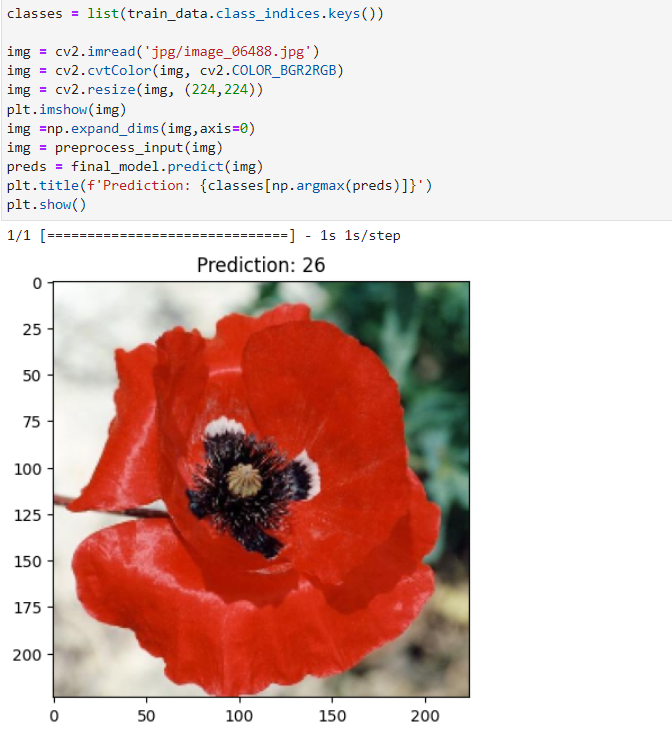 classes = list(train_data.class_indices.keys())
img = cv2.imread('jpg/image_06488.jpg')
img = cv2.cvtColor(img, cv2.COLOR_BGR2RGB)
img = cv2.resize(img, (224,224))
plt.imshow(img)
img =np.expand_dims(img,axis=0)
img = preprocess_input(img)
preds = final_model.predict(img)
plt.title(f'Prediction: {classes[np.argmax(preds)]}')
plt.show()
1/1 [==============================] - 1s 1s/step
Prediction: 26
0
25
50
75
100
125
150
175
200
0 50 100 150 200